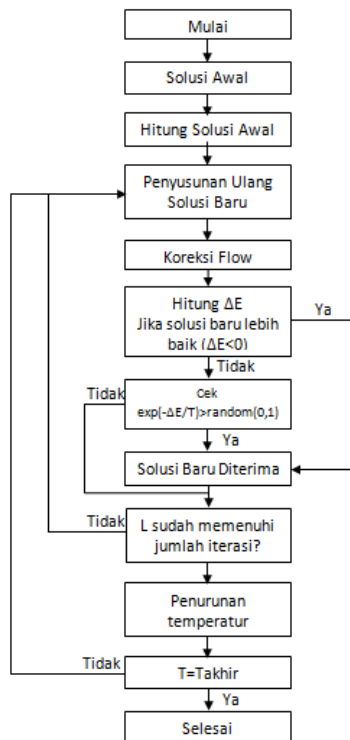 Mulai
Solusi Awal
Hitung Solusi Awal
Penyusunan Ulang
Solusi Baru
Koreksi Flow
Hitung ΔE
Jika solusi baru lebih
baik (ΔE<0)
Ya
Tidak
Tidak
Cek
exp(-ΔE/T)>random(0,1)
Ya
Solusi Baru Diterima
Tidak
L sudah memenuhi
jumlah iterasi?
Penurunan
temperatur
Tidak
T=Takhir
Ya
Selesai